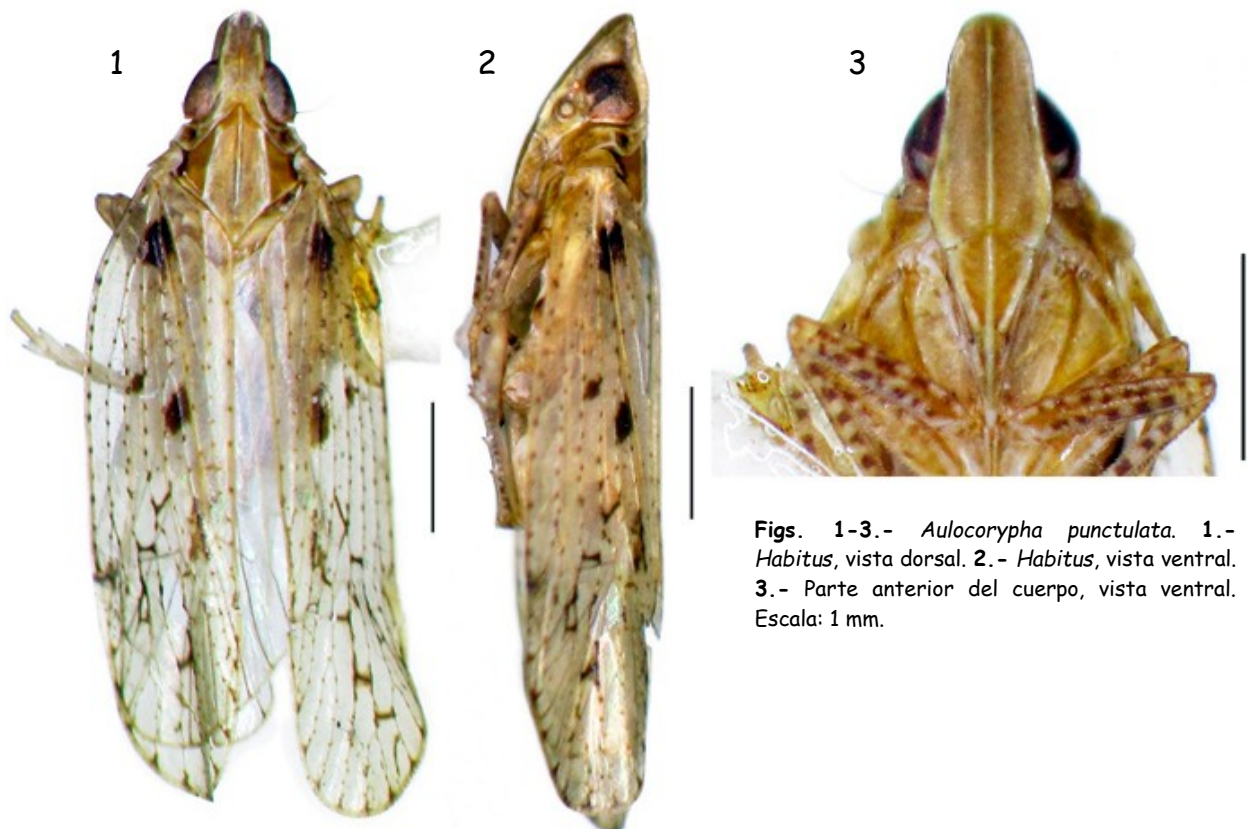 1
2
3
Figs. 1-3.- Aulocorypha punctulata. 1.-
Habitus, vista dorsal. 2.- Habitus, vista ventral.
3.- Parte anterior del cuerpo, vista ventral.
Escala: 1 mm.